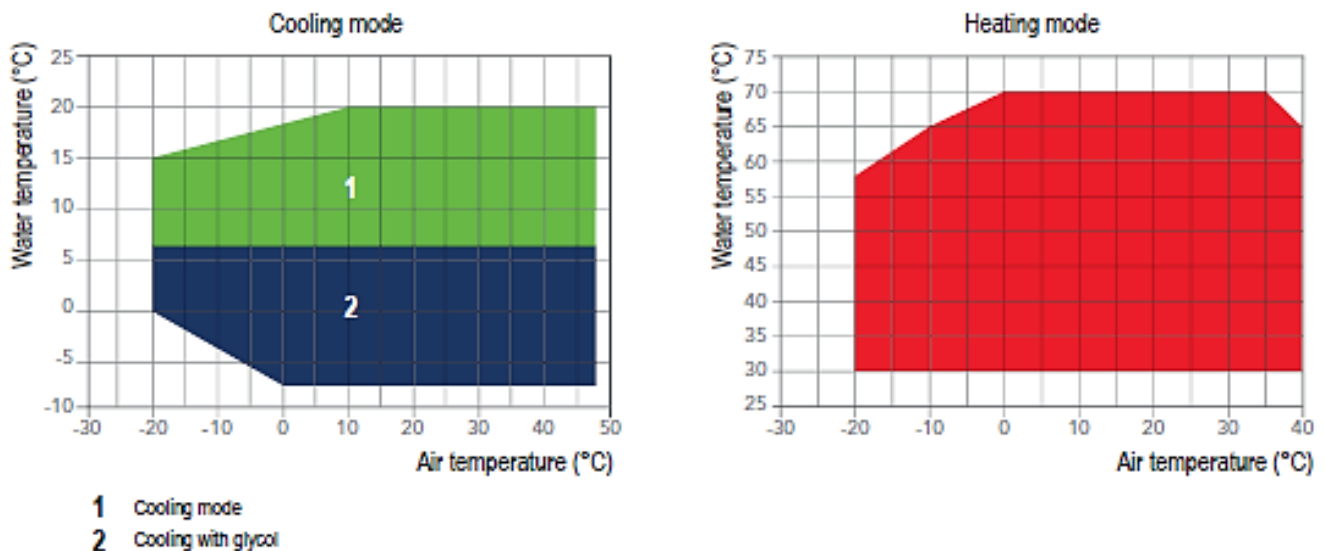 Cooling mode
Water temperature (°C)
25
20
15
10
5
0
-5
-10
-30 -20 -10 0 10 20 30 40 50
Air temperature (°C)
1
2
1 Cooling mode
2 Cooling with glycol
Heating mode
Water temperature (°C)
75
70
65
60
55
50
45
40
35
30
25
-30 -20 -10 0 10 20 30 40
Air temperature (°C)